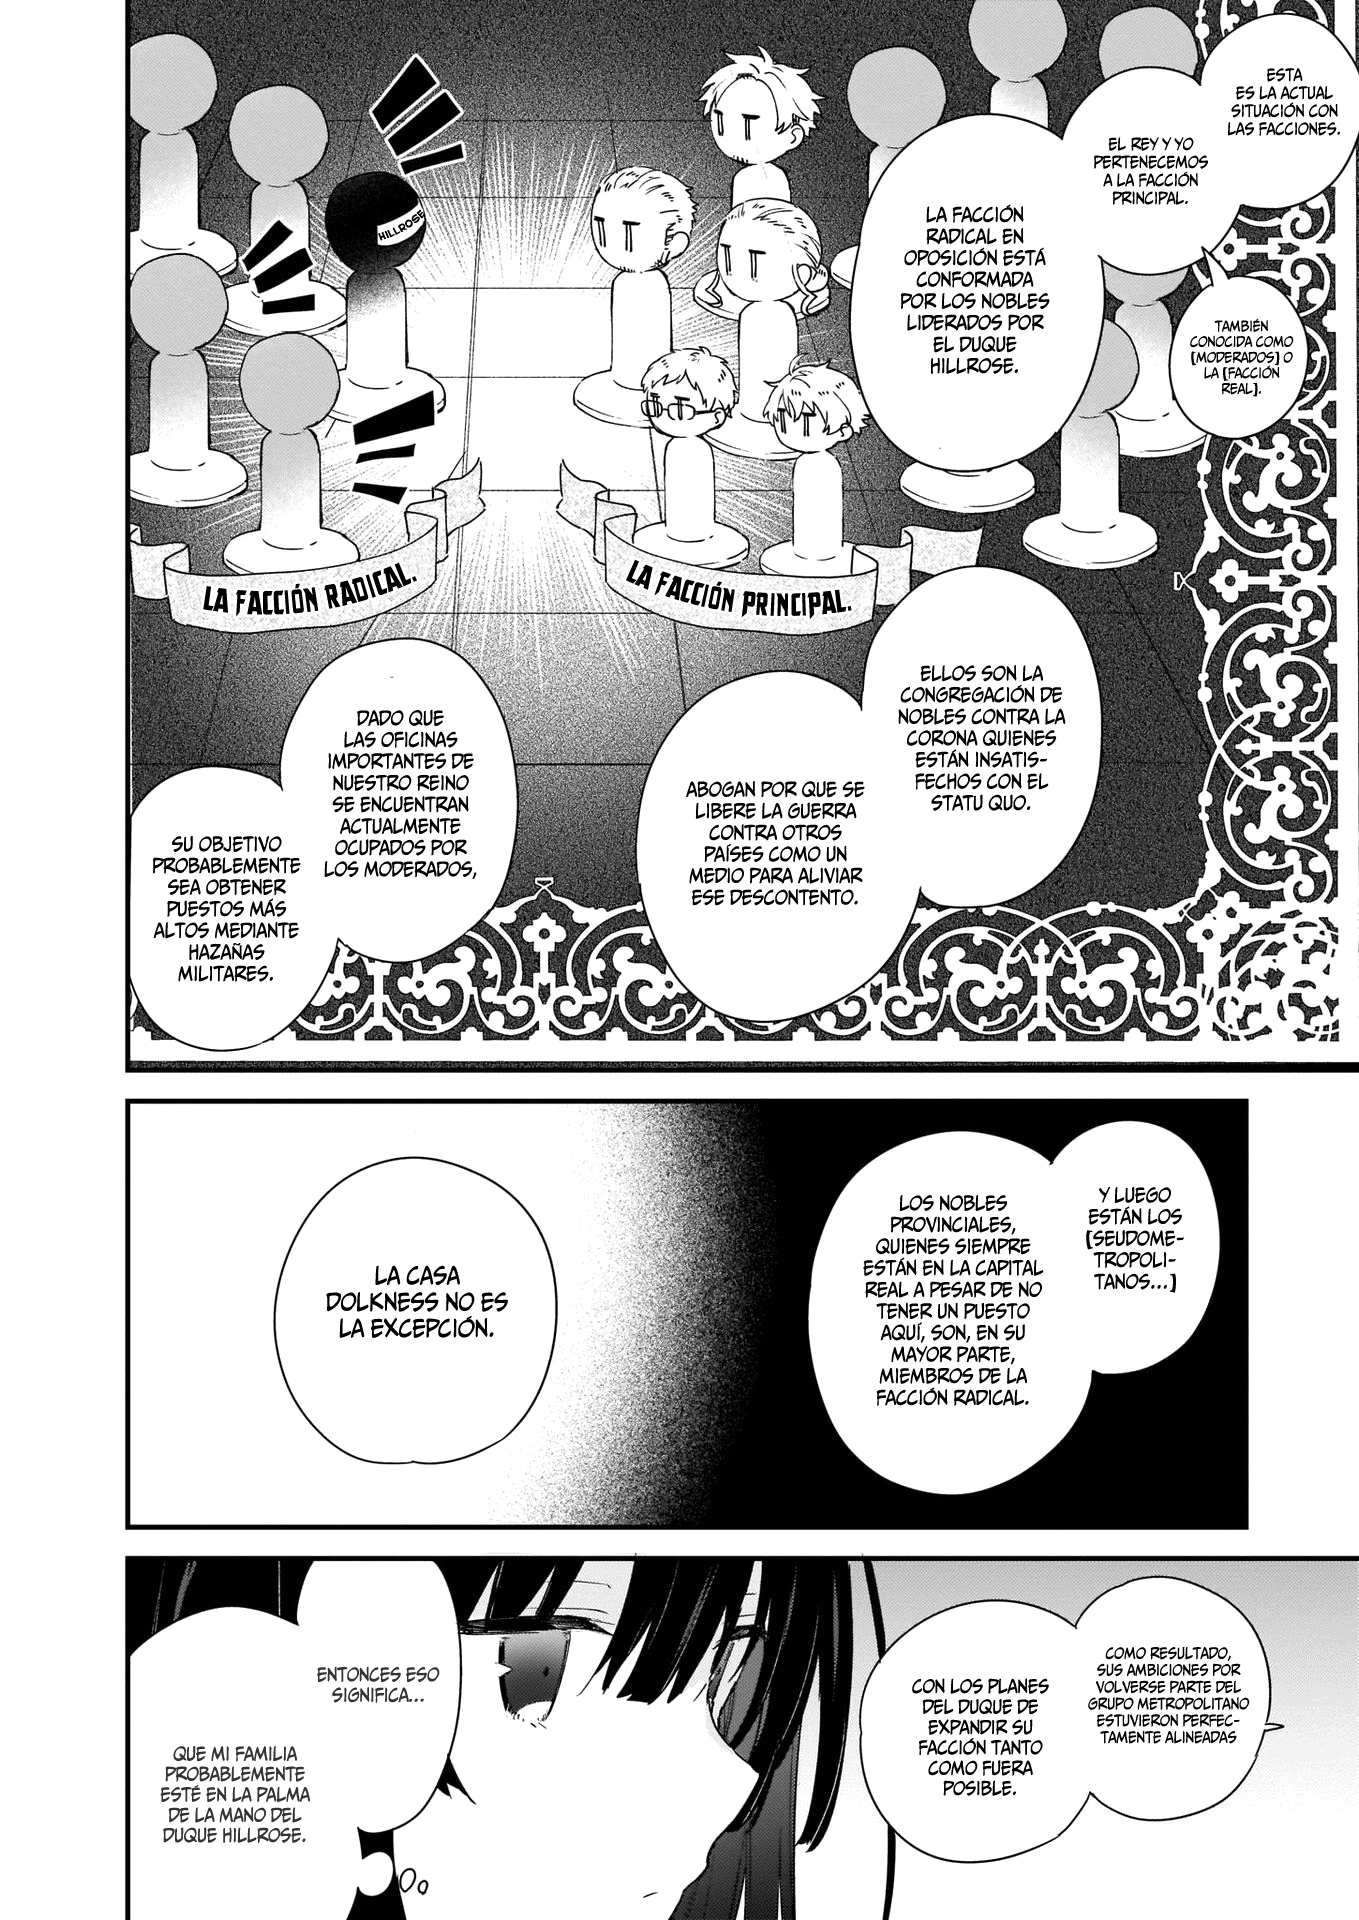 ESTA
ES LA ACTUAL
SITUACIÓN CON
LAS FACCIONES.
EL REY Y YO
PERTENECEMOS
A LA FACCIÓN
PRINCIPAL.
TAMBIÉN
CONOCIDA COMO
[MODERADOS] O
LA [FACCIÓN
REAL].
LA FACCIÓN
RADICAL EN
OPOSICIÓN ESTÁ
CONFORMADA
POR LOS NOBLES
LIDERADOS POR
EL DUQUE
HILLROSE.
HILLROSE
LA FACCIÓN PRINCIPAL.
LA FACCIÓN RADICAL.
ELLOS SON LA
CONGREGACIÓN DE
NOBLES CONTRA LA
CORONA QUIENES
ESTÁN INSATIS-
FECHOS CON EL
STATU QUO.
ABOGAN POR QUE SE
LIBERE LA GUERRA
CONTRA OTROS
PAÍSES COMO UN
MEDIO PARA ALIVIAR
ESE DESCONTENTO.
DADO QUE
LAS OFICINAS
IMPORTANTES DE
NUESTRO REINO
SE ENCUENTRAN
ACTUALMENTE
OCUPADOS POR
LOS MODERADOS,
SU OBJETIVO
PROBABLEMENTE
SEA OBTENER
PUESTOS MÁS
ALTOS MEDIANTE
HAZAÑAS
MILITARES.
Y LUEGO
ESTÁN LOS
[SEUDOME-
TROPOLI-
TANOS...]
LOS NOBLES
PROVINCIALES,
QUIENES SIEMPRE
ESTÁN EN LA CAPITAL
REAL A PESAR DE NO
TENER UN PUESTO
AQUÍ, SON, EN SU
MAYOR PARTE,
MIEMBROS DE LA
FACCIÓN RADICAL.
LA CASA
DOLKNESS NO ES
LA EXCEPCIÓN.
COMO RESULTADO,
SUS AMBICIONES POR
VOLVERSE PARTE DEL
GRUPO METROPOLITANO
ESTUVIERON PERFEC-
TAMENTE ALINEADAS
CON LOS PLANES
DEL DUQUE DE
EXPANDIR SU
FACCIÓN TANTO
COMO FUERA
POSIBLE.
ENTONCES ESO
SIGNIFICA...
QUE MI FAMILIA
PROBABLEMENTE
ESTÉ EN LA PALMA
DE LA MANO DEL
DUQUE HILLROSE.